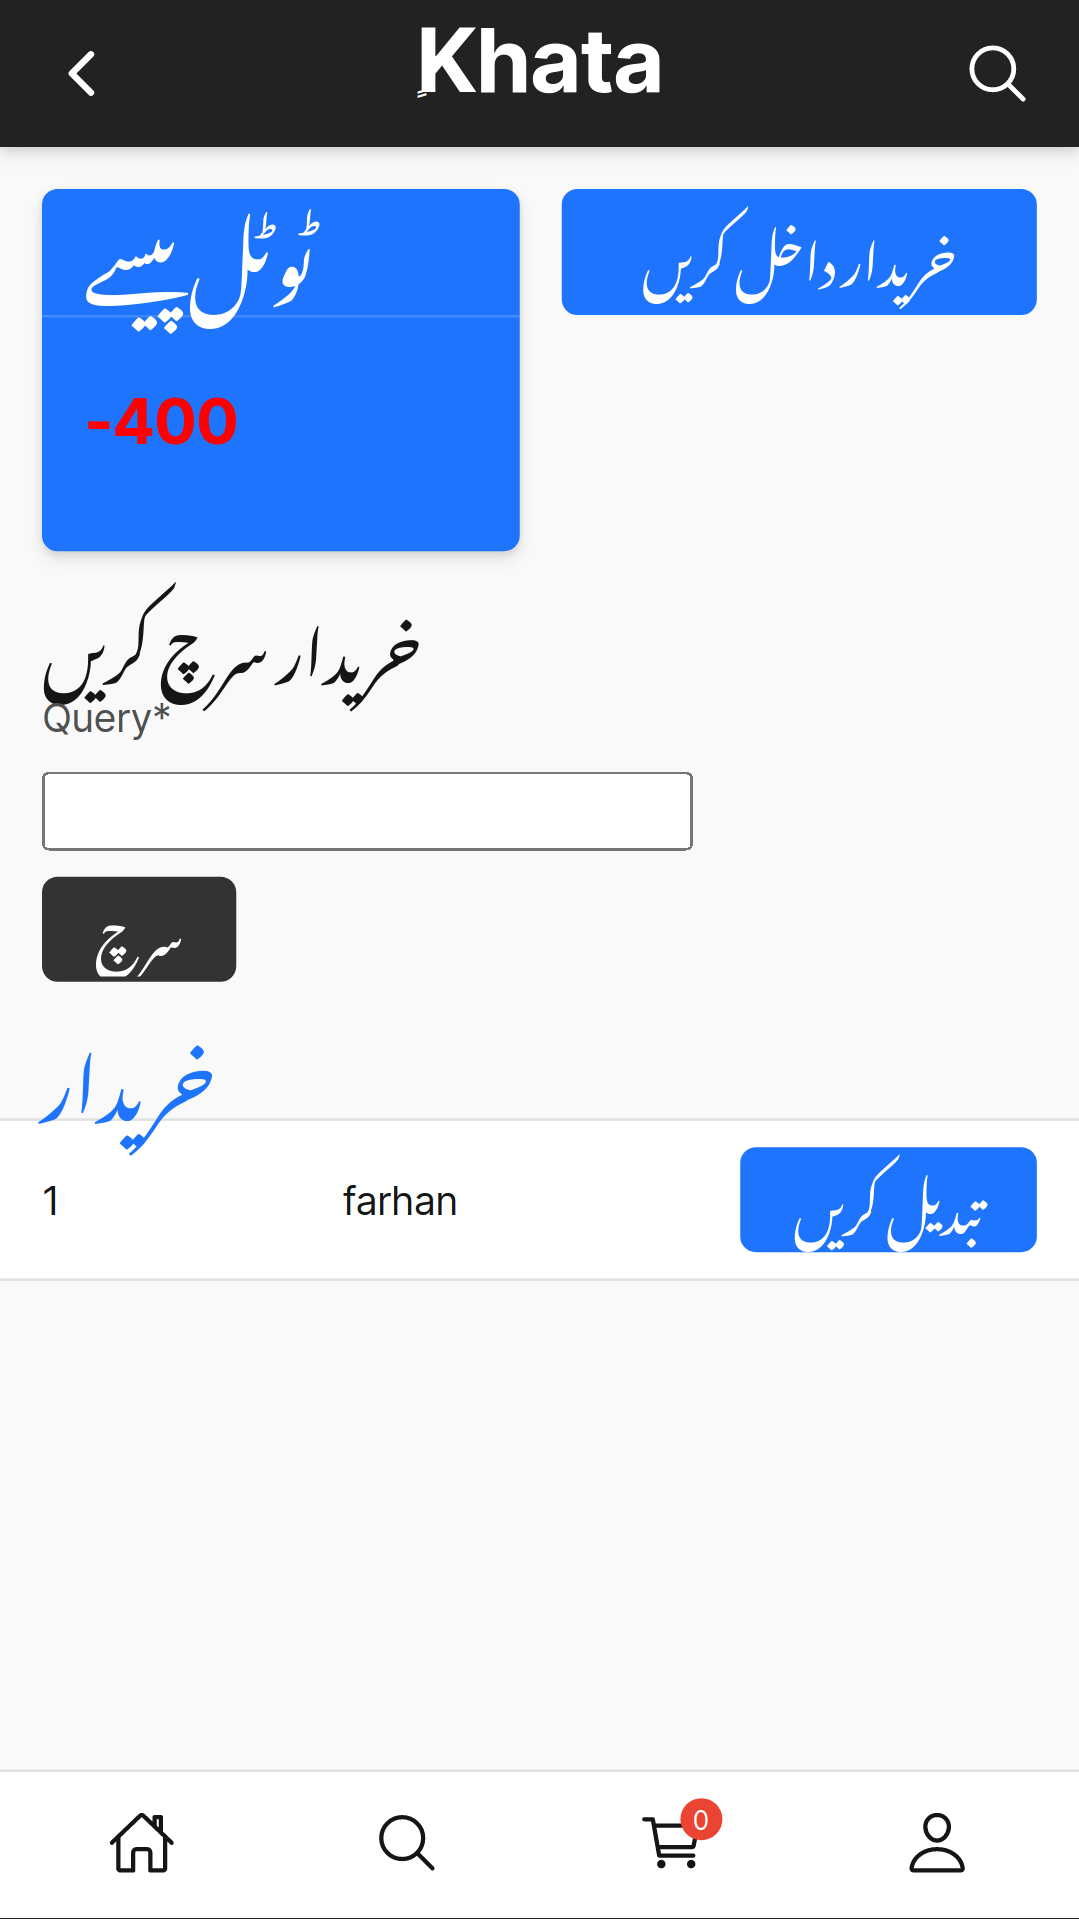 Khataٍ
ٹوٹل پیسے
خریدار داخل کریں
-400
خریدار سرچ کریں
Query*
سرچ
خریدار
1 farhan تبدیل کریں
0